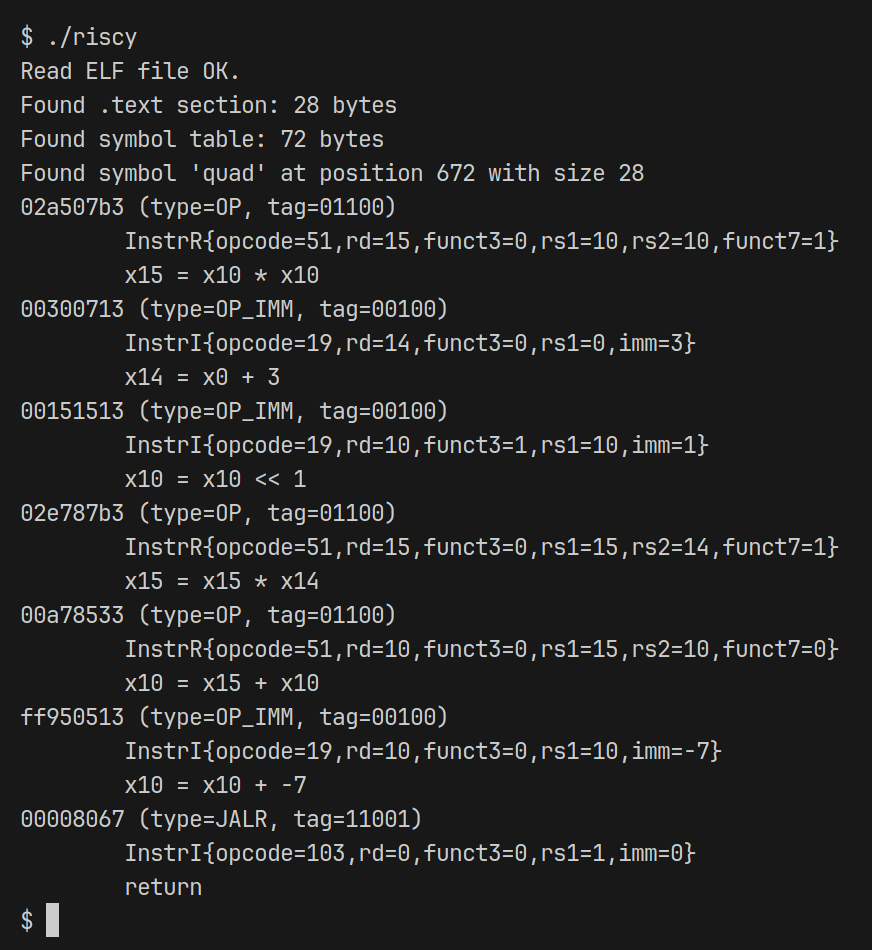 $ ./riscy
Read ELF file OK.
Found .text section: 28 bytes
Found symbol table: 72 bytes
Found symbol 'quad' at position 672 with size 28
02a507b3 (type=OP, tag=01100)
        InstrR{opcode=51,rd=15,funct3=0,rs1=10,rs2=10,funct7=1}
        x15 = x10 * x10
00300713 (type=OP_IMM, tag=00100)
        InstrI{opcode=19,rd=14,funct3=0,rs1=0,imm=3}
        x14 = x0 + 3
00151513 (type=OP_IMM, tag=00100)
        InstrI{opcode=19,rd=10,funct3=1,rs1=10,imm=1}
        x10 = x10 << 1
02e787b3 (type=OP, tag=01100)
        InstrR{opcode=51,rd=15,funct3=0,rs1=15,rs2=14,funct7=1}
        x15 = x15 * x14
00a78533 (type=OP, tag=01100)
        InstrR{opcode=51,rd=10,funct3=0,rs1=15,rs2=10,funct7=0}
        x10 = x15 + x10
ff950513 (type=OP_IMM, tag=00100)
        InstrI{opcode=19,rd=10,funct3=0,rs1=10,imm=-7}
        x10 = x10 + -7
00008067 (type=JALR, tag=11001)
        InstrI{opcode=103,rd=0,funct3=0,rs1=1,imm=0}
        return
$